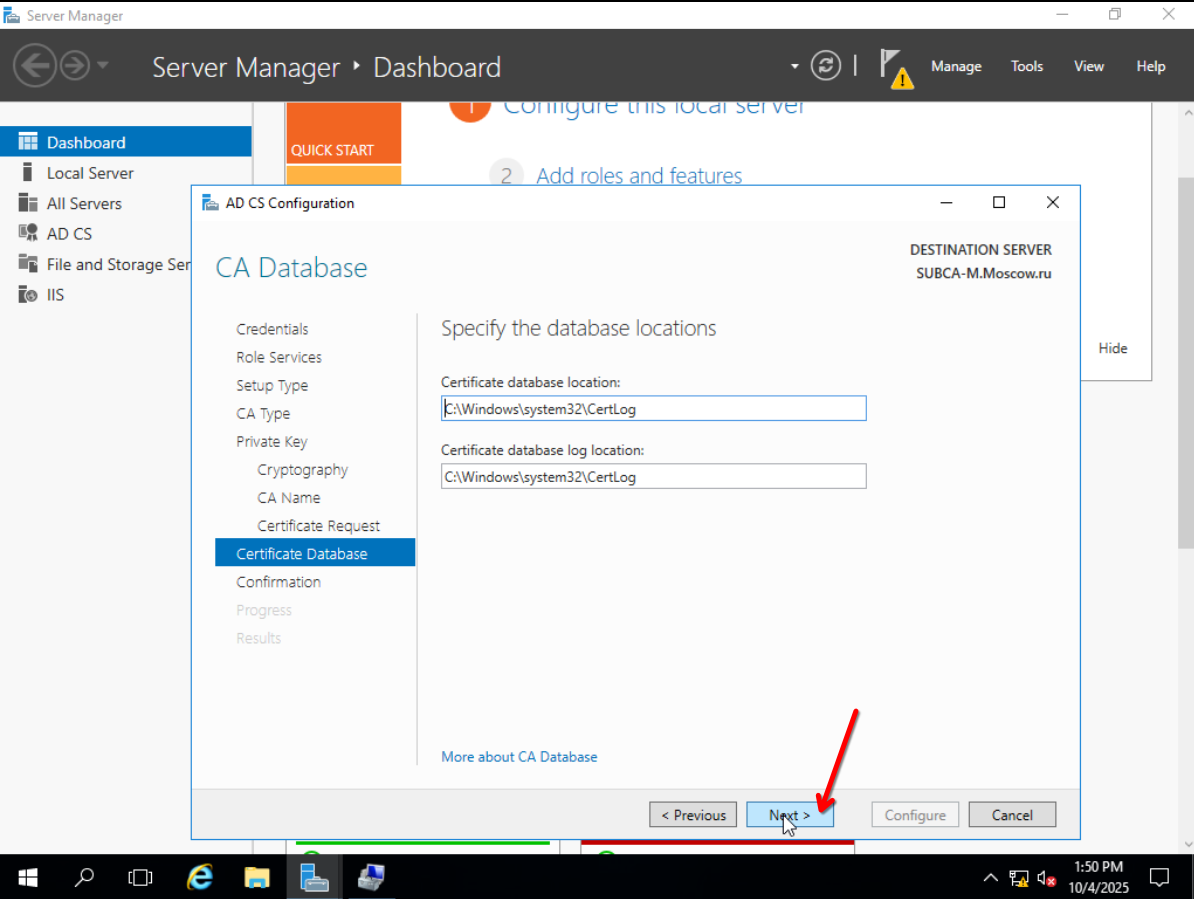 Server Manager
Server Manager ‣ Dashboard
Manage
Tools
View
Help
Dashboard
Local Server
All Servers
AD CS
File and Storage Ser
IIS
QUICK START
1 Configure this local server
2 Add roles and features
Hide
AD CS Configuration
CA Database
DESTINATION SERVER
SUBCA-M.Moscow.ru
Credentials
Role Services
Setup Type
CA Type
Private Key
Cryptography
CA Name
Certificate Request
Certificate Database
Confirmation
Progress
Results
Specify the database locations
Certificate database location:
C:\Windows\system32\CertLog
Certificate database log location:
C:\Windows\system32\CertLog
More about CA Database
< Previous
Next >
Configure
Cancel
1:50 PM
10/4/2025